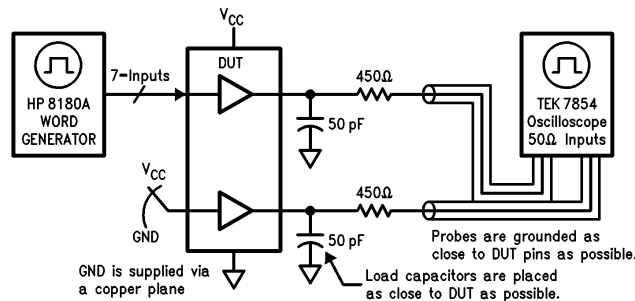 V_CC
DUT
7-Inputs
HP 8180A
WORD
GENERATOR
450Ω
50 pF
TEK 7854
Oscilloscope
50Ω Inputs
V_CC
GND
450Ω
50 pF
Probes are grounded as
close to DUT pins as possible.
GND is supplied via
a copper plane
Load capacitors are placed
as close to DUT as possible.